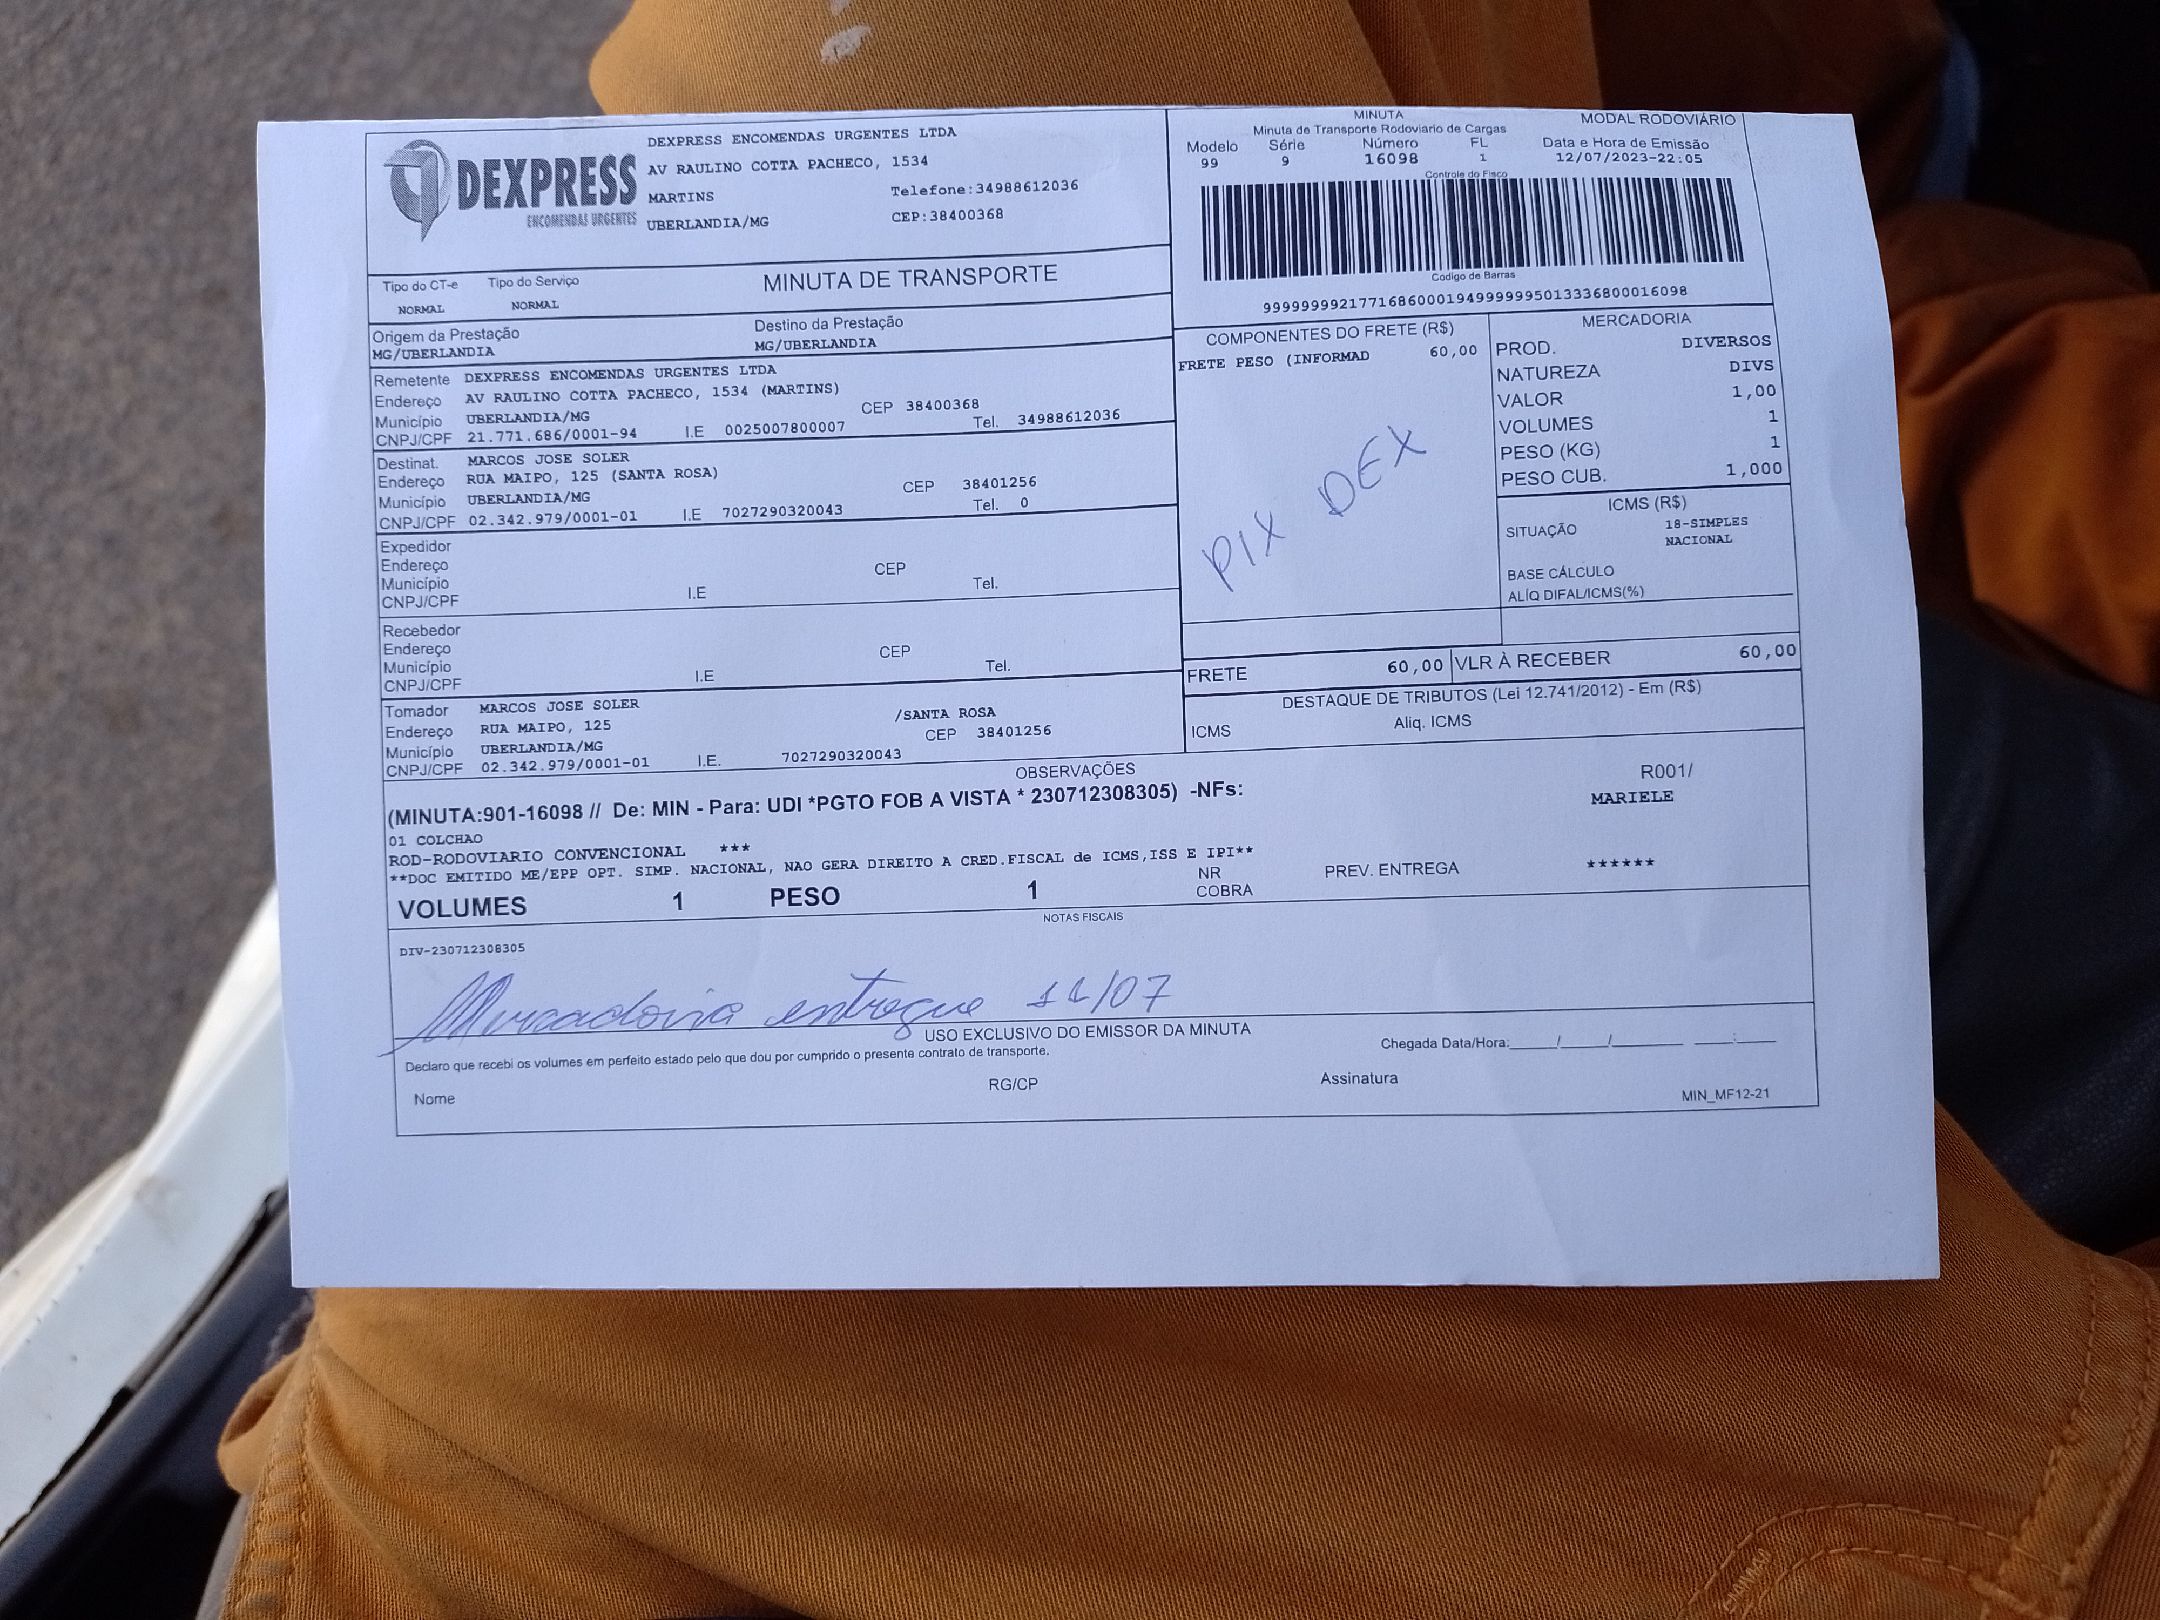 DEXPRESS
ENCOMENDAS URGENTES
DEXPRESS ENCOMENDAS URGENTES LTDA
AV RAULINO COTTA PACHECO, 1534
MARTINS Telefone:34988612036
UBERLANDIA/MG CEP:38400368
MINUTA MODAL RODOVIÁRIO
Minuta de Transporte Rodoviario de Cargas
Modelo Série Número FL Data e Hora de Emissão
99 9 16098 1 12/07/2023-22:05
Controle do Fisco
Codigo de Barras
99999999217716860001949999995013336800016098
Tipo do CT-e Tipo do Serviço MINUTA DE TRANSPORTE
NORMAL NORMAL
Origem da Prestação Destino da Prestação
MG/UBERLANDIA MG/UBERLANDIA
Remetente DEXPRESS ENCOMENDAS URGENTES LTDA
Endereço AV RAULINO COTTA PACHECO, 1534 (MARTINS)
Município UBERLANDIA/MG CEP 38400368
CNPJ/CPF 21.771.686/0001-94 I.E 0025007800007 Tel. 34988612036
Destinat. MARCOS JOSE SOLER
Endereço RUA MAIPO, 125 (SANTA ROSA)
Município UBERLANDIA/MG CEP 38401256
CNPJ/CPF 02.342.979/0001-01 I.E 7027290320043 Tel. 0
Expedidor
Endereço CEP
Município
CNPJ/CPF I.E Tel.
Recebedor
Endereço CEP
Município
CNPJ/CPF I.E Tel.
Tomador MARCOS JOSE SOLER
Endereço RUA MAIPO, 125 /SANTA ROSA
Município UBERLANDIA/MG CEP 38401256
CNPJ/CPF 02.342.979/0001-01 I.E. 7027290320043
COMPONENTES DO FRETE (R$)
FRETE PESO (INFORMAD 60,00
PIX DEX
MERCADORIA
PROD. DIVERSOS
NATUREZA DIVS
VALOR 1,00
VOLUMES 1
PESO (KG) 1
PESO CUB. 1,000
ICMS (R$)
SITUAÇÃO 18-SIMPLES
NACIONAL
BASE CÁLCULO
ALÍQ DIFAL/ICMS(%)
FRETE 60,00 VLR À RECEBER 60,00
DESTAQUE DE TRIBUTOS (Lei 12.741/2012) - Em (R$)
ICMS Aliq. ICMS
OBSERVAÇÕES
(MINUTA:901-16098 // De: MIN - Para: UDI *PGTO FOB A VISTA * 230712308305) -NFs:
R001/
MARIELE
01 COLCHAO
ROD-RODOVIARIO CONVENCIONAL ***
**DOC EMITIDO ME/EPP OPT. SIMP. NACIONAL, NAO GERA DIREITO A CRED.FISCAL de ICMS,ISS E IPI**
VOLUMES 1 PESO 1 NR
COBRA
PREV. ENTREGA ******
NOTAS FISCAIS
DIV-230712308305
Mercadoria entregue 11/07
USO EXCLUSIVO DO EMISSOR DA MINUTA
Declaro que recebi os volumes em perfeito estado pelo que dou por cumprido o presente contrato de transporte.
Chegada Data/Hora:_____/_____/_______ ____:____
Nome RG/CP Assinatura
MIN_MF12-21